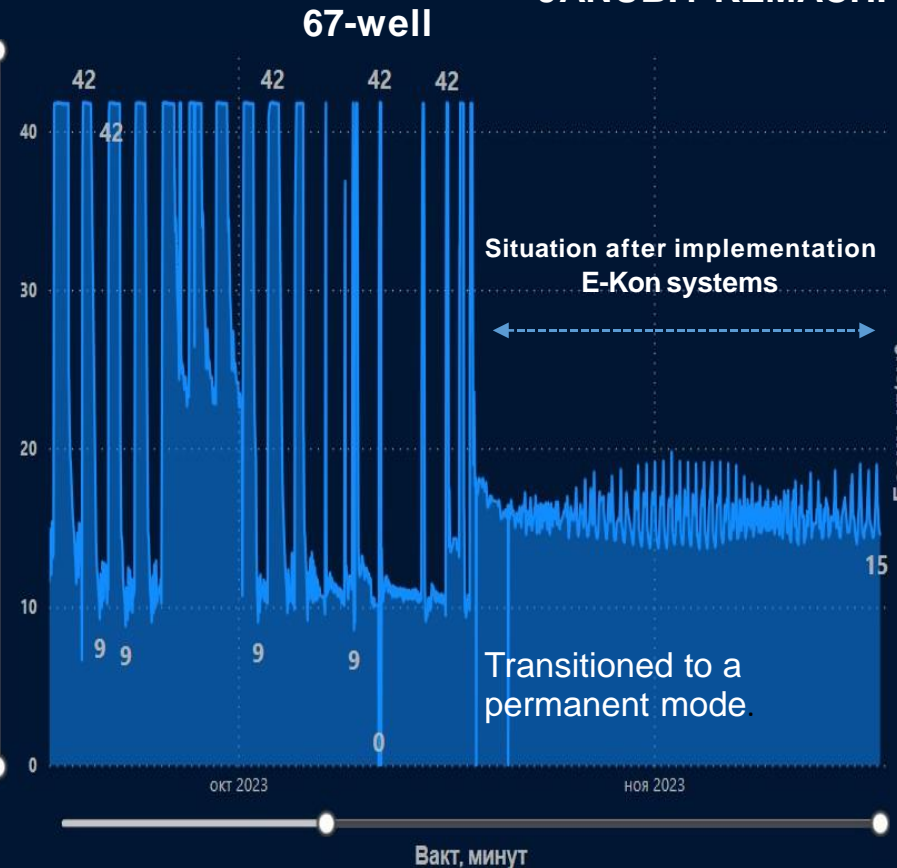 67-well
42
42
42
42
42
40
30
20
10
0
Situation after implementation
E-Kon systems
9
9
9
9
0
15
Transitioned to a
permanent mode.
окт 2023
ноя 2023
Вакт, минут